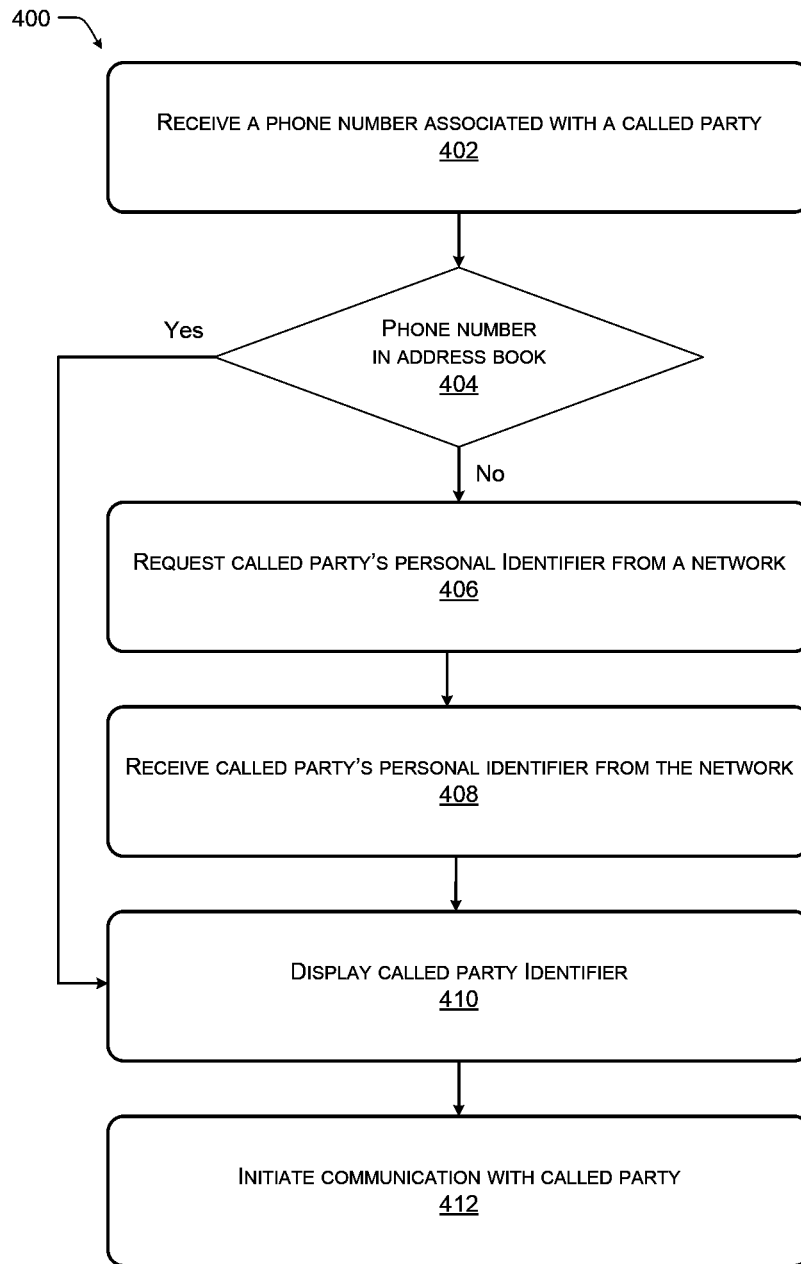 400
RECEIVE A PHONE NUMBER ASSOCIATED WITH A CALLED PARTY
402
Yes
PHONE NUMBER
IN ADDRESS BOOK
404
No
REQUEST CALLED PARTY'S PERSONAL IDENTIFIER FROM A NETWORK
406
RECEIVE CALLED PARTY'S PERSONAL IDENTIFIER FROM THE NETWORK
408
DISPLAY CALLED PARTY IDENTIFIER
410
INITIATE COMMUNICATION WITH CALLED PARTY
412